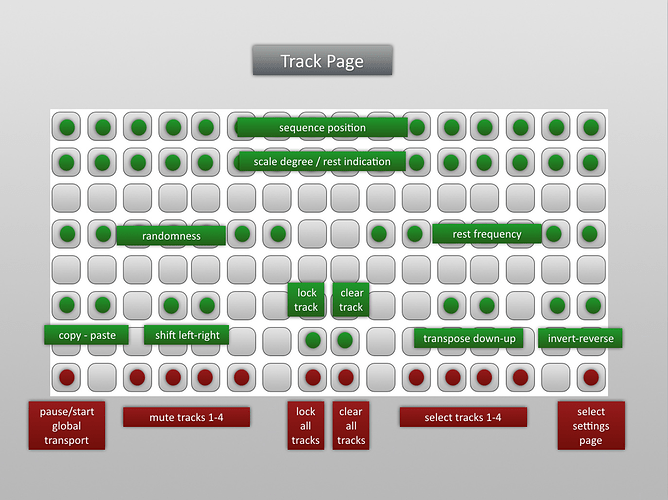 Track Page
sequence position
scale degree / rest indication
randomness
rest frequency
lock
track
clear
track
copy - paste
shift left-right
transpose down-up
invert-reverse
pause/start
global
transport
mute tracks 1-4
lock
all
tracks
clear
all
tracks
select tracks 1-4
select
settings
page